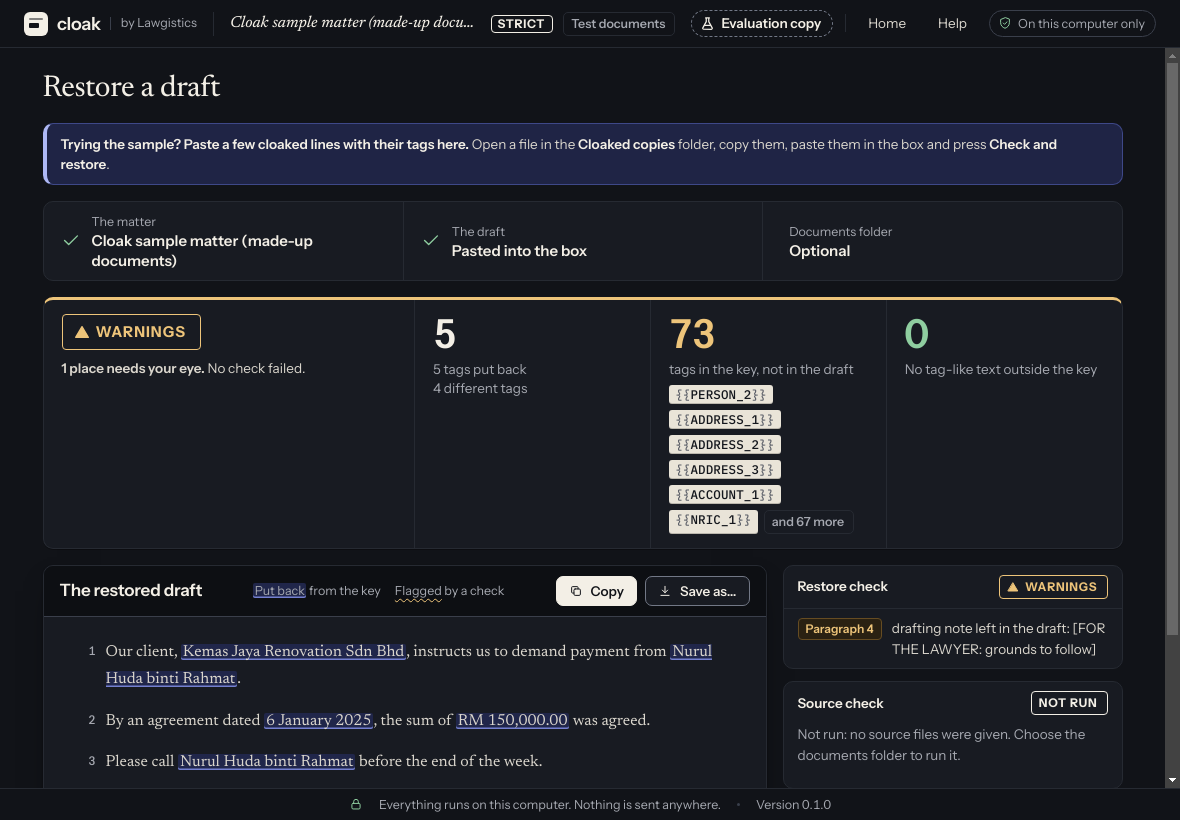 cloak
by Lawgistics
Cloak sample matter (made-up docu...
STRICT
Test documents
Evaluation copy
Home
Help
On this computer only
Restore a draft
Trying the sample? Paste a few cloaked lines with their tags here. Open a file in the Cloaked copies folder, copy them, paste them in the box and press Check and
restore.
The matter
Cloak sample matter (made-up
documents)
The draft
Pasted into the box
Documents folder
Optional
WARNINGS
1 place needs your eye. No check failed.
5
5 tags put back
4 different tags
73
tags in the key, not in the draft
{{PERSON_2}}
{{ADDRESS_1}}
{{ADDRESS_2}}
{{ADDRESS_3}}
{{ACCOUNT_1}}
{{NRIC_1}}
and 67 more
0
No tag-like text outside the key
The restored draft
Put back from the key
Flagged by a check
Copy
Save as...
1 Our client, Kemas Jaya Renovation Sdn Bhd, instructs us to demand payment from Nurul
Huda binti Rahmat.
2 By an agreement dated 6 January 2025, the sum of RM 150,000.00 was agreed.
3 Please call Nurul Huda binti Rahmat before the end of the week.
Restore check
WARNINGS
Paragraph 4
drafting note left in the draft: [FOR
THE LAWYER: grounds to follow]
Source check
NOT RUN
Not run: no source files were given. Choose the
documents folder to run it.
Everything runs on this computer. Nothing is sent anywhere.
Version 0.1.0